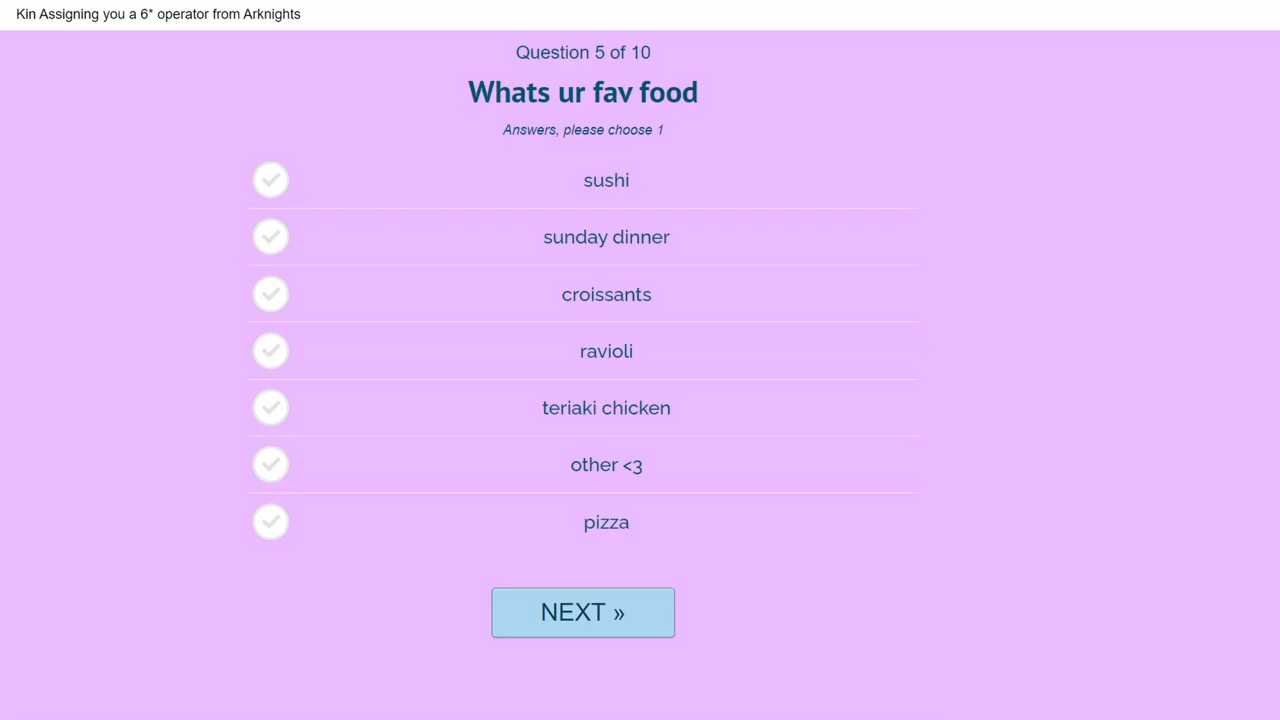 Kin Assigning you a 6* operator from Arknights
Question 5 of 10
Whats ur fav food
Answers, please choose 1
sushi
sunday dinner
croissants
ravioli
teriaki chicken
other <3
pizza
NEXT »